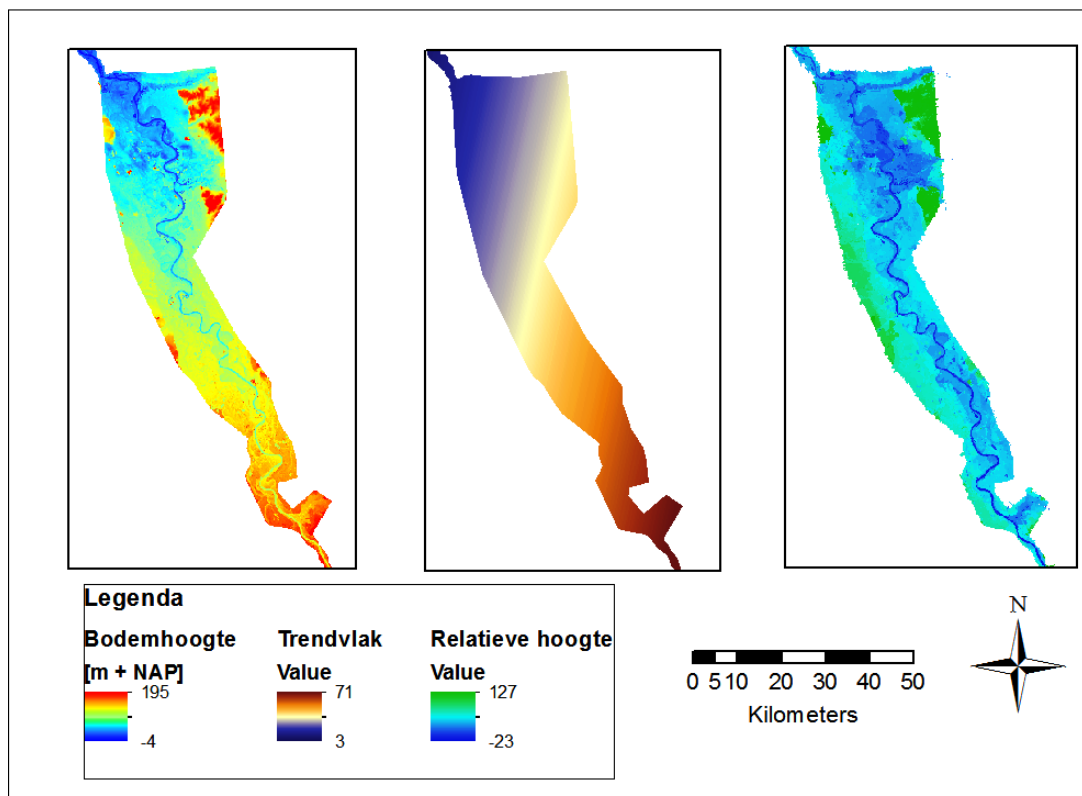 Legenda
Bodemhoogte
[m + NAP]
195
-4
Trendvlak
Value
71
3
Relatieve hoogte
Value
127
-23
0 5 10 20 30 40 50
Kilometers
N